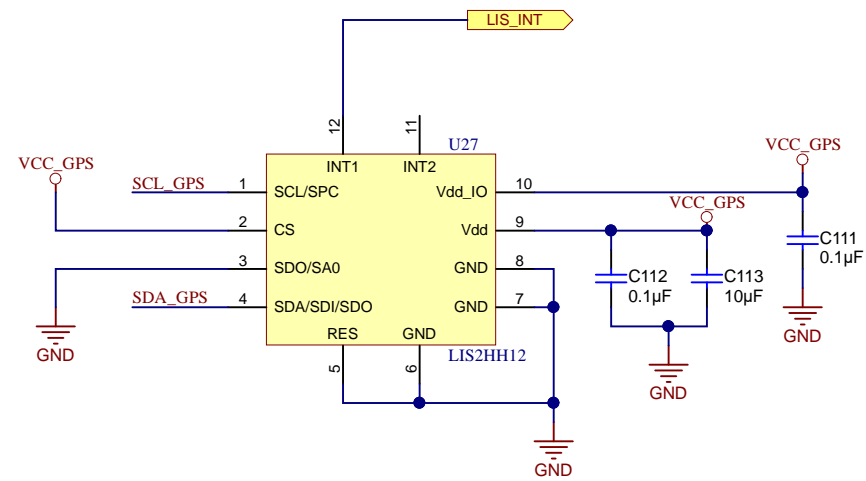 LIS_INT
12
11
U27
VCC_GPS
VCC_GPS
INT1
INT2
SCL_GPS
1
SCL/SPC
Vdd_IO
10
VCC_GPS
2
CS
Vdd
9
C111
0.1µF
3
SDO/SA0
GND
8
C112
0.1µF
C113
10µF
SDA_GPS
4
SDA/SDI/SDO
GND
7
RES
GND
LIS2HH12
GND
GND
5
6
GND
GND